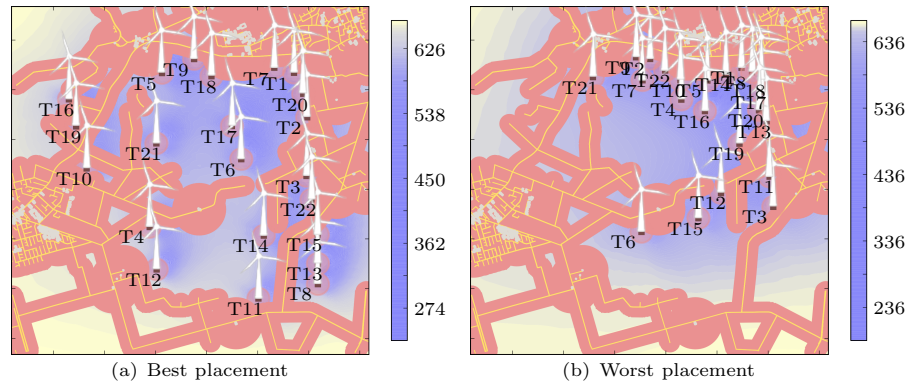 T5
T9
T18
T7
T1
T16
T20
T19
T17
T2
T10
T21
T6
T3
T22
T4
T14
T15
T12
T13
T11
T8
626
538
450
362
274
(a) Best placement
T21
T9
T2
T7
T22
T10
T5
T4
T16
T14
T1
T8
T18
T17
T20
T13
T19
T12
T11
T15
T3
T6
636
536
436
336
236
(b) Worst placement